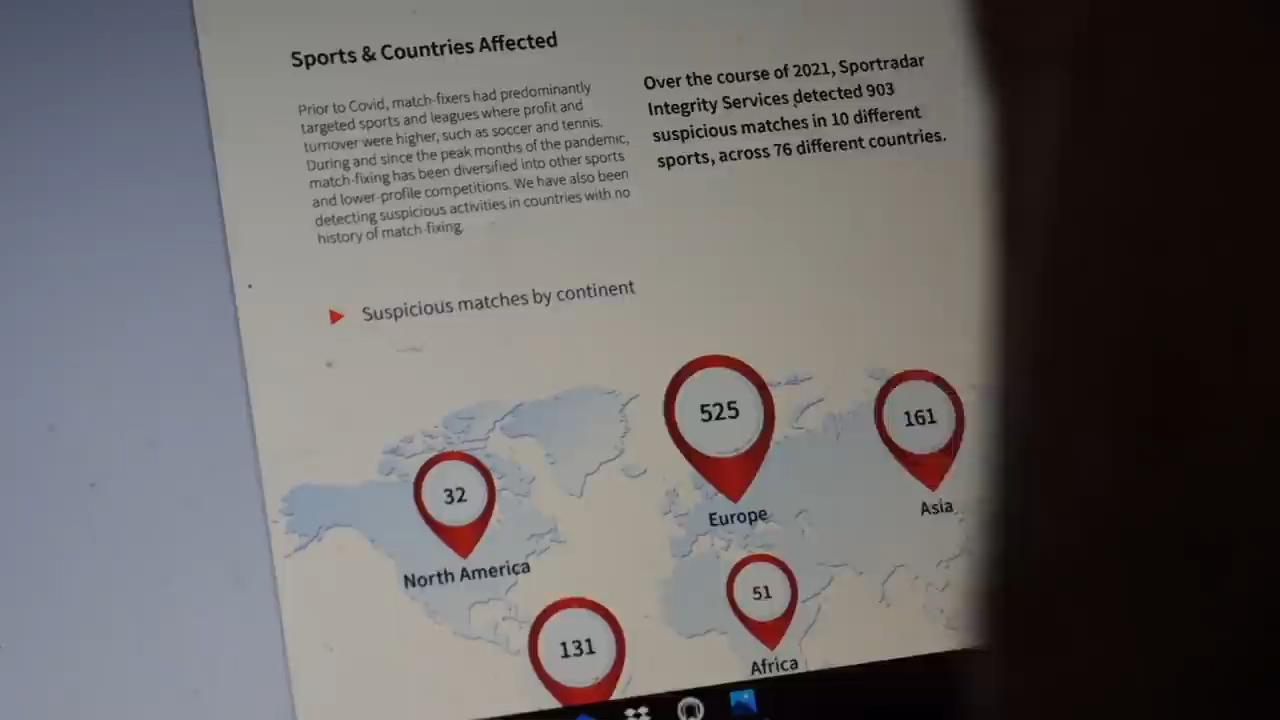 Sports & Countries Affected
Prior to Covid, match-fixers had predominantly
targeted sports and leagues where profit and
turnover were higher, such as soccer and tennis.
During and since the peak months of the pandemic,
match-fixing has been diversified into other sports
and lower-profile competitions. We have also been
detecting suspicious activities in countries with no
history of match-fixing.
Over the course of 2021, Sportradar
Integrity Services detected 903
suspicious matches in 10 different
sports, across 76 different countries.
Suspicious matches by continent
525
Europe
161
Asia
32
North America
51
Africa
131